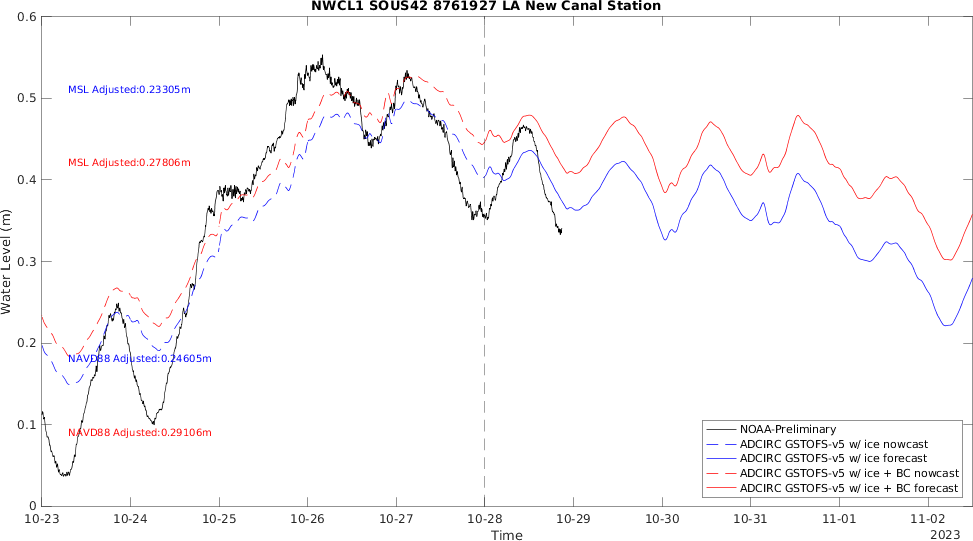 NWCL1 SOUS42 8761927 LA New Canal Station
0.6
0.5
0.4
0.3
0.2
0.1
0
Water Level (m)
MSL Adjusted:0.23305m
MSL Adjusted:0.27806m
NAVD88 Adjusted:0.24605m
NAVD88 Adjusted:0.29106m
NOAA-Preliminary
ADCIRC GSTOFS-v5 w/ ice nowcast
ADCIRC GSTOFS-v5 w/ ice forecast
ADCIRC GSTOFS-v5 w/ ice + BC nowcast
ADCIRC GSTOFS-v5 w/ ice + BC forecast
10-23 10-24 10-25 10-26 10-27 10-28 10-29 10-30 10-31 11-01 11-02
Time
2023